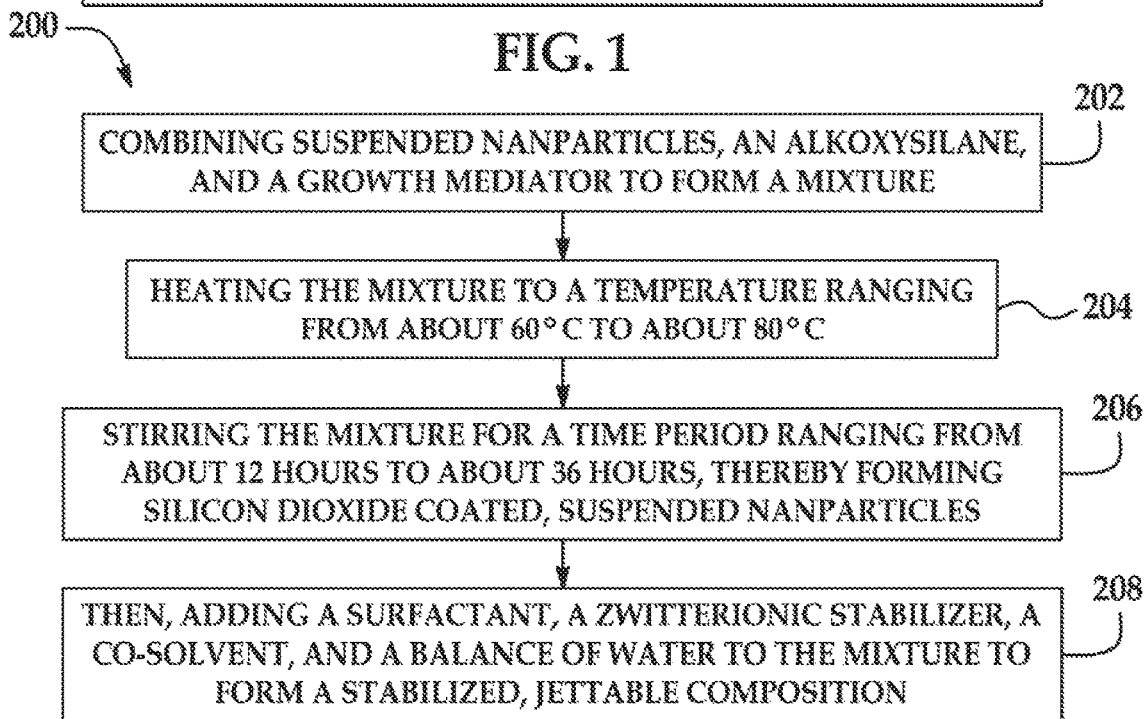 200
FIG. 1
202
COMBINING SUSPENDED NANPARTICLES, AN ALKOXYSILANE,
AND A GROWTH MEDIATOR TO FORM A MIXTURE
HEATING THE MIXTURE TO A TEMPERATURE RANGING
FROM ABOUT 60° C TO ABOUT 80° C
204
206
STIRRING THE MIXTURE FOR A TIME PERIOD RANGING FROM
ABOUT 12 HOURS TO ABOUT 36 HOURS, THEREBY FORMING
SILICON DIOXIDE COATED, SUSPENDED NANPARTICLES
208
THEN, ADDING A SURFACTANT, A ZWITTERIONIC STABILIZER, A
CO-SOLVENT, AND A BALANCE OF WATER TO THE MIXTURE TO
FORM A STABILIZED, JETTABLE COMPOSITION